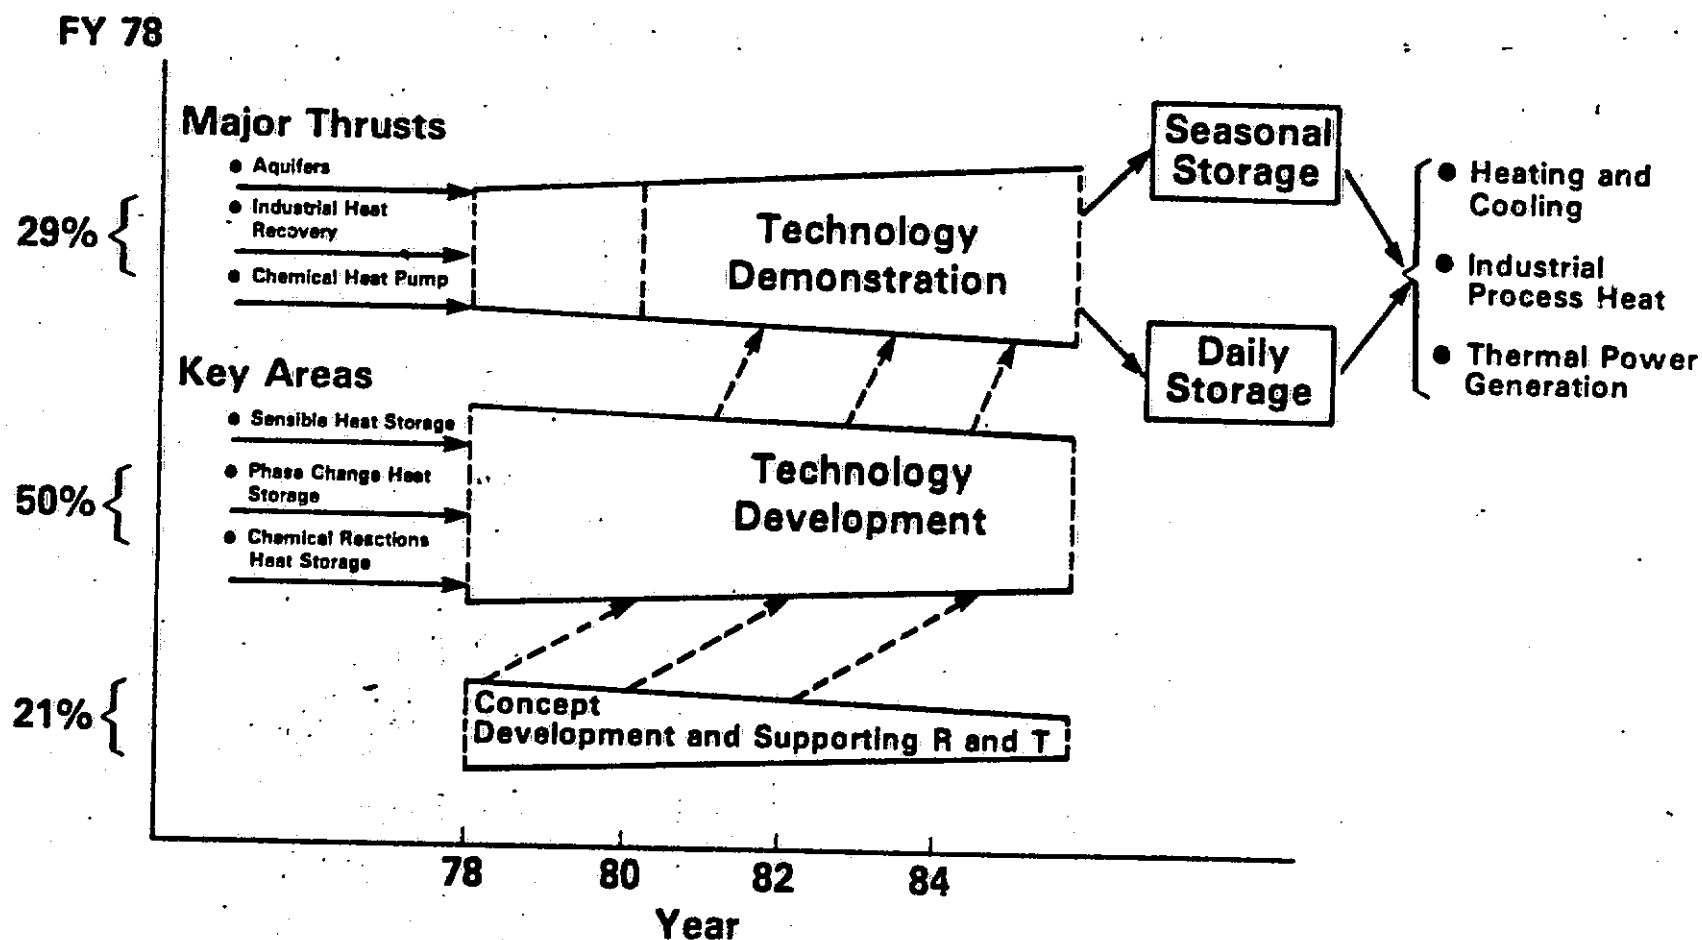 FY 78
Major Thrusts
• Aquifers
• Industrial Heat
Recovery
• Chemical Heat Pump
29%
Technology
Demonstration
Seasonal
Storage
Daily
Storage
• Heating and
Cooling
• Industrial
Process Heat
• Thermal Power
Generation
Key Areas
• Sensible Heat Storage
• Phase Change Heat
Storage
• Chemical Reactions
Heat Storage
50%
Technology
Development
21%
Concept
Development and Supporting R and T
78 80 82 84
Year